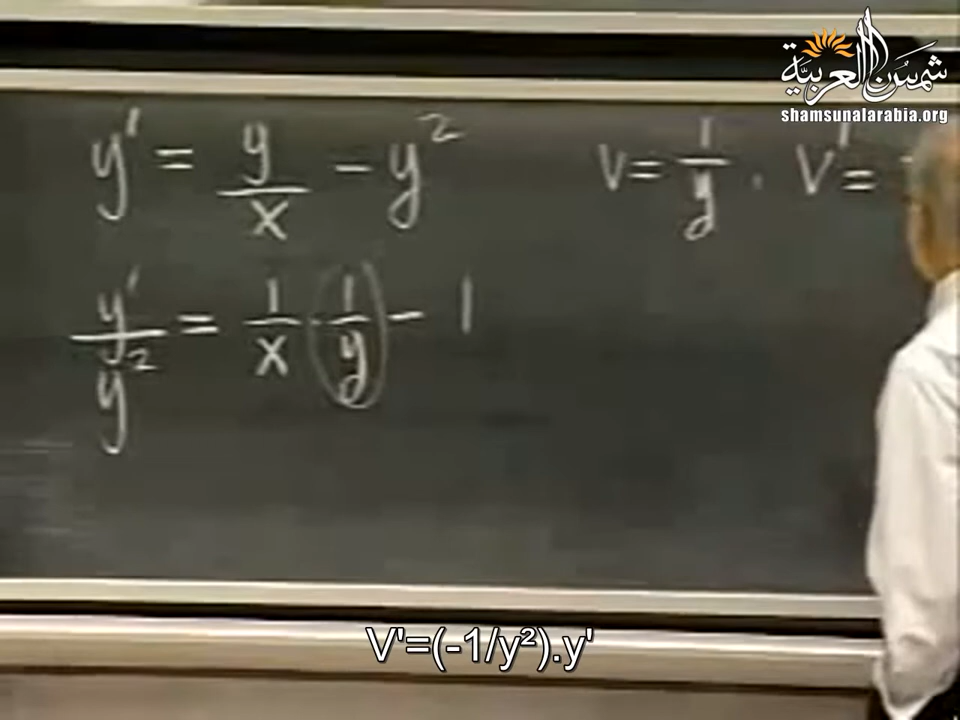 شمس العربية
shamsunalarabia.org
y' = y/x - y²
v = 1/y . v' =
y'/y² = 1/x · 1/y - 1
V'=(-1/y²).y'